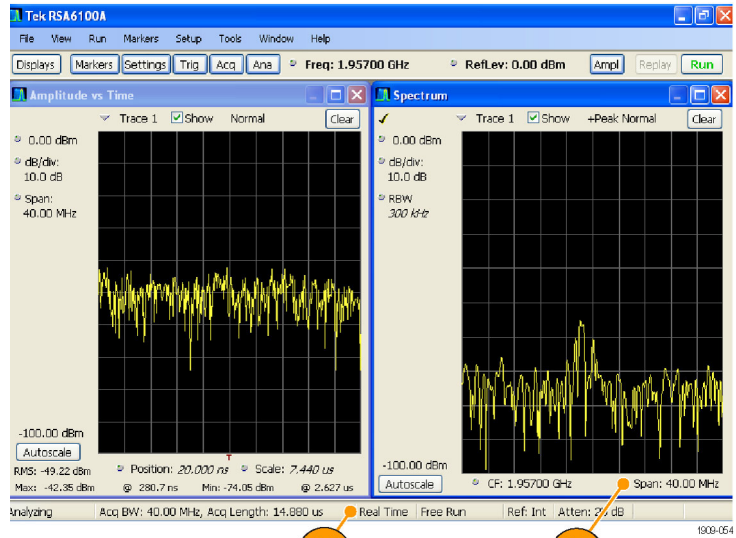 Tek RSA6100A
File View Run Markers Setup Tools Window Help
Displays Markers Settings Trig Acq Ana Freq: 1.95700 GHz RefLev: 0.00 dBm Ampl Replay Run
Amplitude vs Time
Trace 1 Show Normal Clear
0.00 dBm
dB/div:
10.0 dB
Span:
40.00 MHz
-100.00 dBm
Autoscale
T
Position: 20.000 ns Scale: 7.440 us
RMS: -49.22 dBm
Max: -42.35 dBm @ 280.7 ns Min: -74.05 dBm @ 2.627 us
Spectrum
Trace 1 Show +Peak Normal Clear
0.00 dBm
dB/div:
10.0 dB
RBW
300 kHz
-100.00 dBm
Autoscale CF: 1.95700 GHz Span: 40.00 MHz
Analyzing Acq BW: 40.00 MHz, Acq Length: 14.880 us Real Time Free Run Ref: Int Atten: dB
1909-054